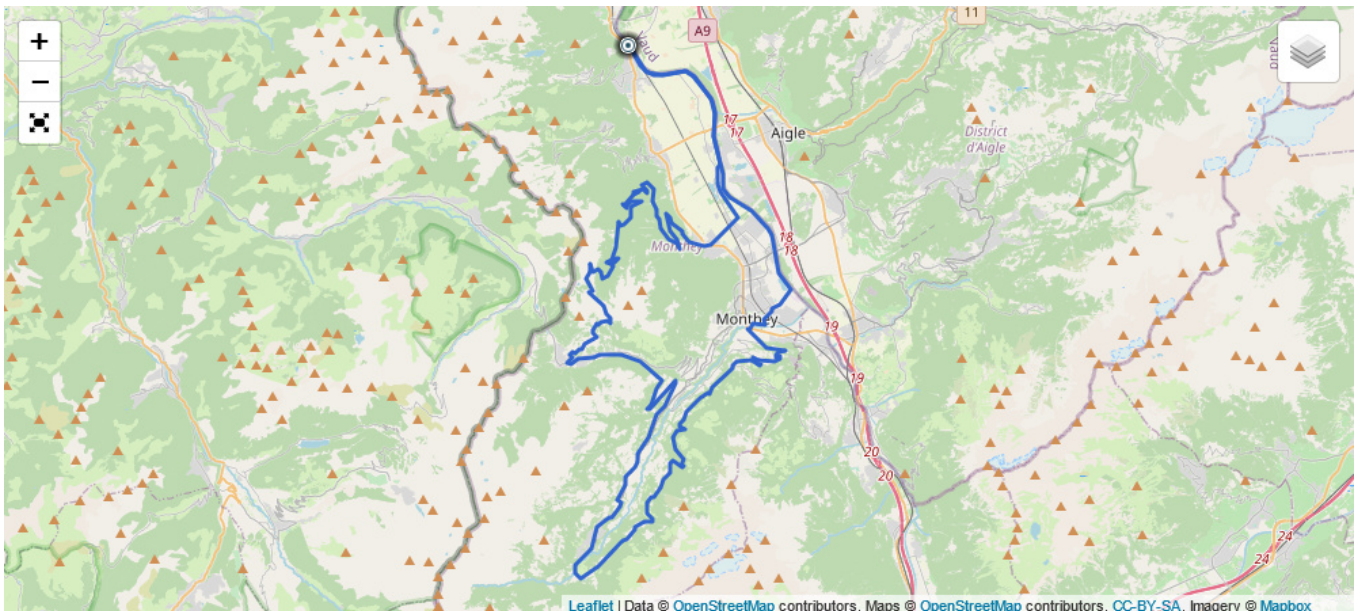 +
−
Vaud
A9
11
Vaud
17
17
Aigle
District
d'Aigle
Monthey
18
18
Monthey
19
19
20
20
24
24
Leaflet | Data © OpenStreetMap contributors, Maps © OpenStreetMap contributors, CC-BY-SA, Imagery © Mapbox